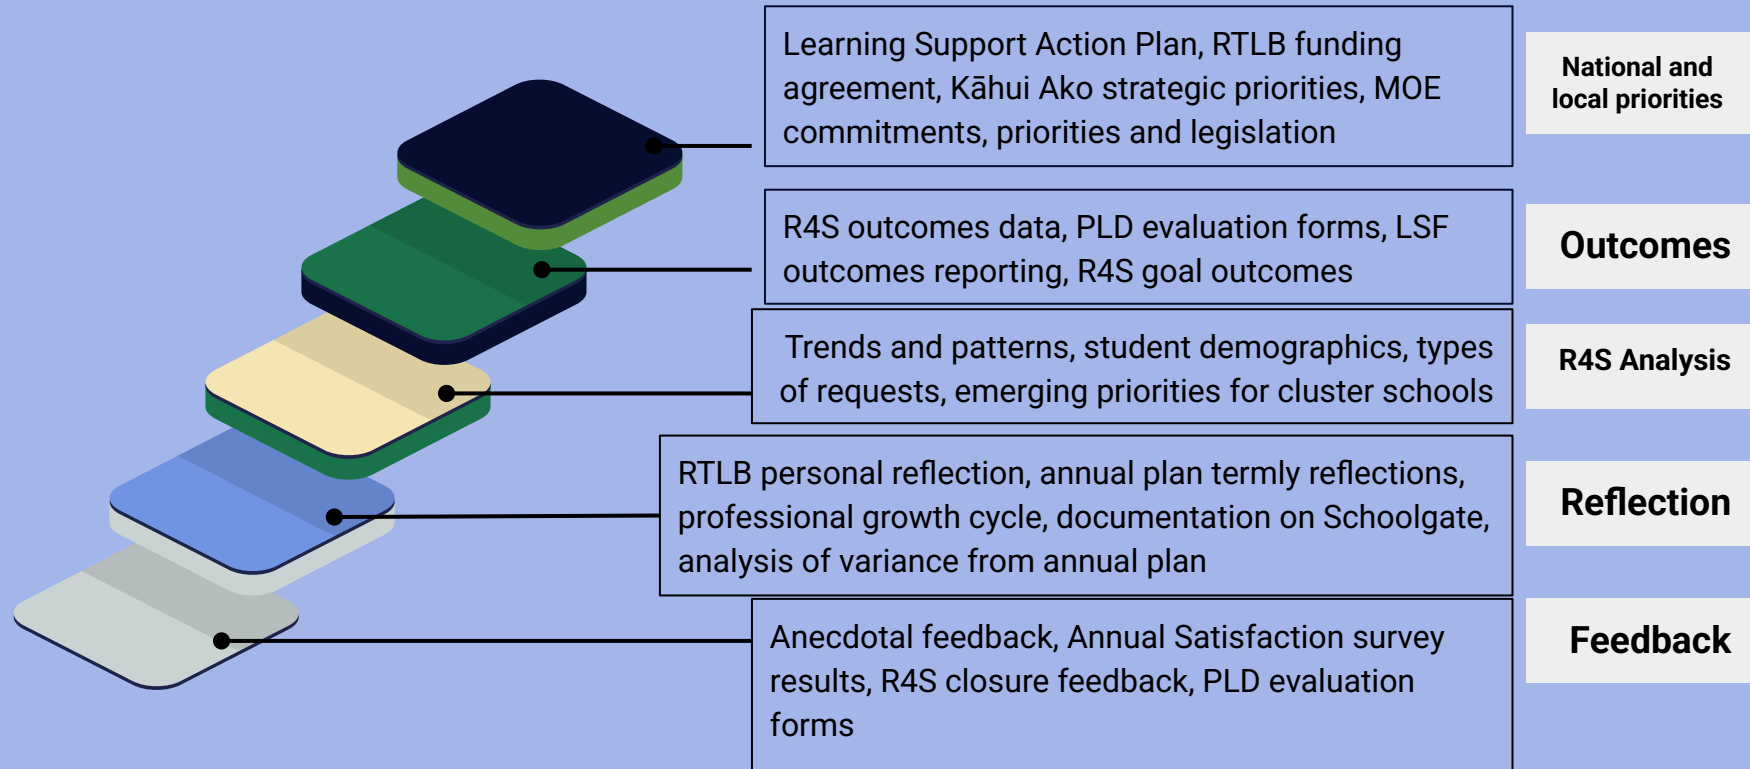 Learning Support Action Plan, RTLB funding
agreement, Kāhui Ako strategic priorities, MOE
commitments, priorities and legislation
National and
local priorities
R4S outcomes data, PLD evaluation forms, LSF
outcomes reporting, R4S goal outcomes
Outcomes
Trends and patterns, student demographics, types
of requests, emerging priorities for cluster schools
R4S Analysis
RTLB personal reflection, annual plan termly reflections,
professional growth cycle, documentation on Schoolgate,
analysis of variance from annual plan
Reflection
Anecdotal feedback, Annual Satisfaction survey
results, R4S closure feedback, PLD evaluation
forms
Feedback